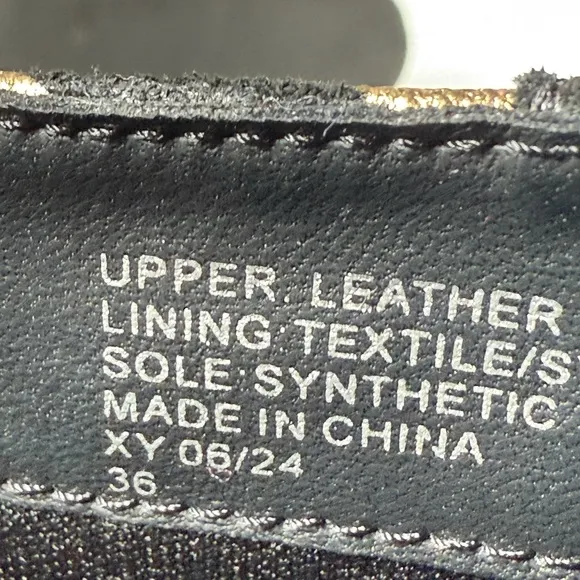 UPPER: LEATHER
LINING:TEXTILE/S
SOLE:SYNTHETIC
MADE IN CHINA
XY 06/24
36